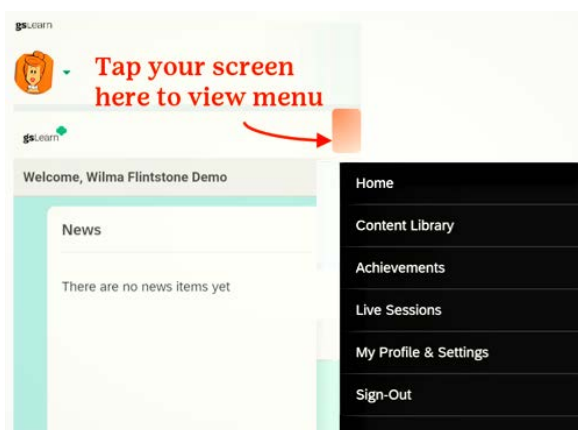 gsLearn
Tap your screen
here to view menu
gsLearn
Welcome, Wilma Flintstone Demo
News
There are no news items yet
Home
Content Library
Achievements
Live Sessions
My Profile & Settings
Sign-Out